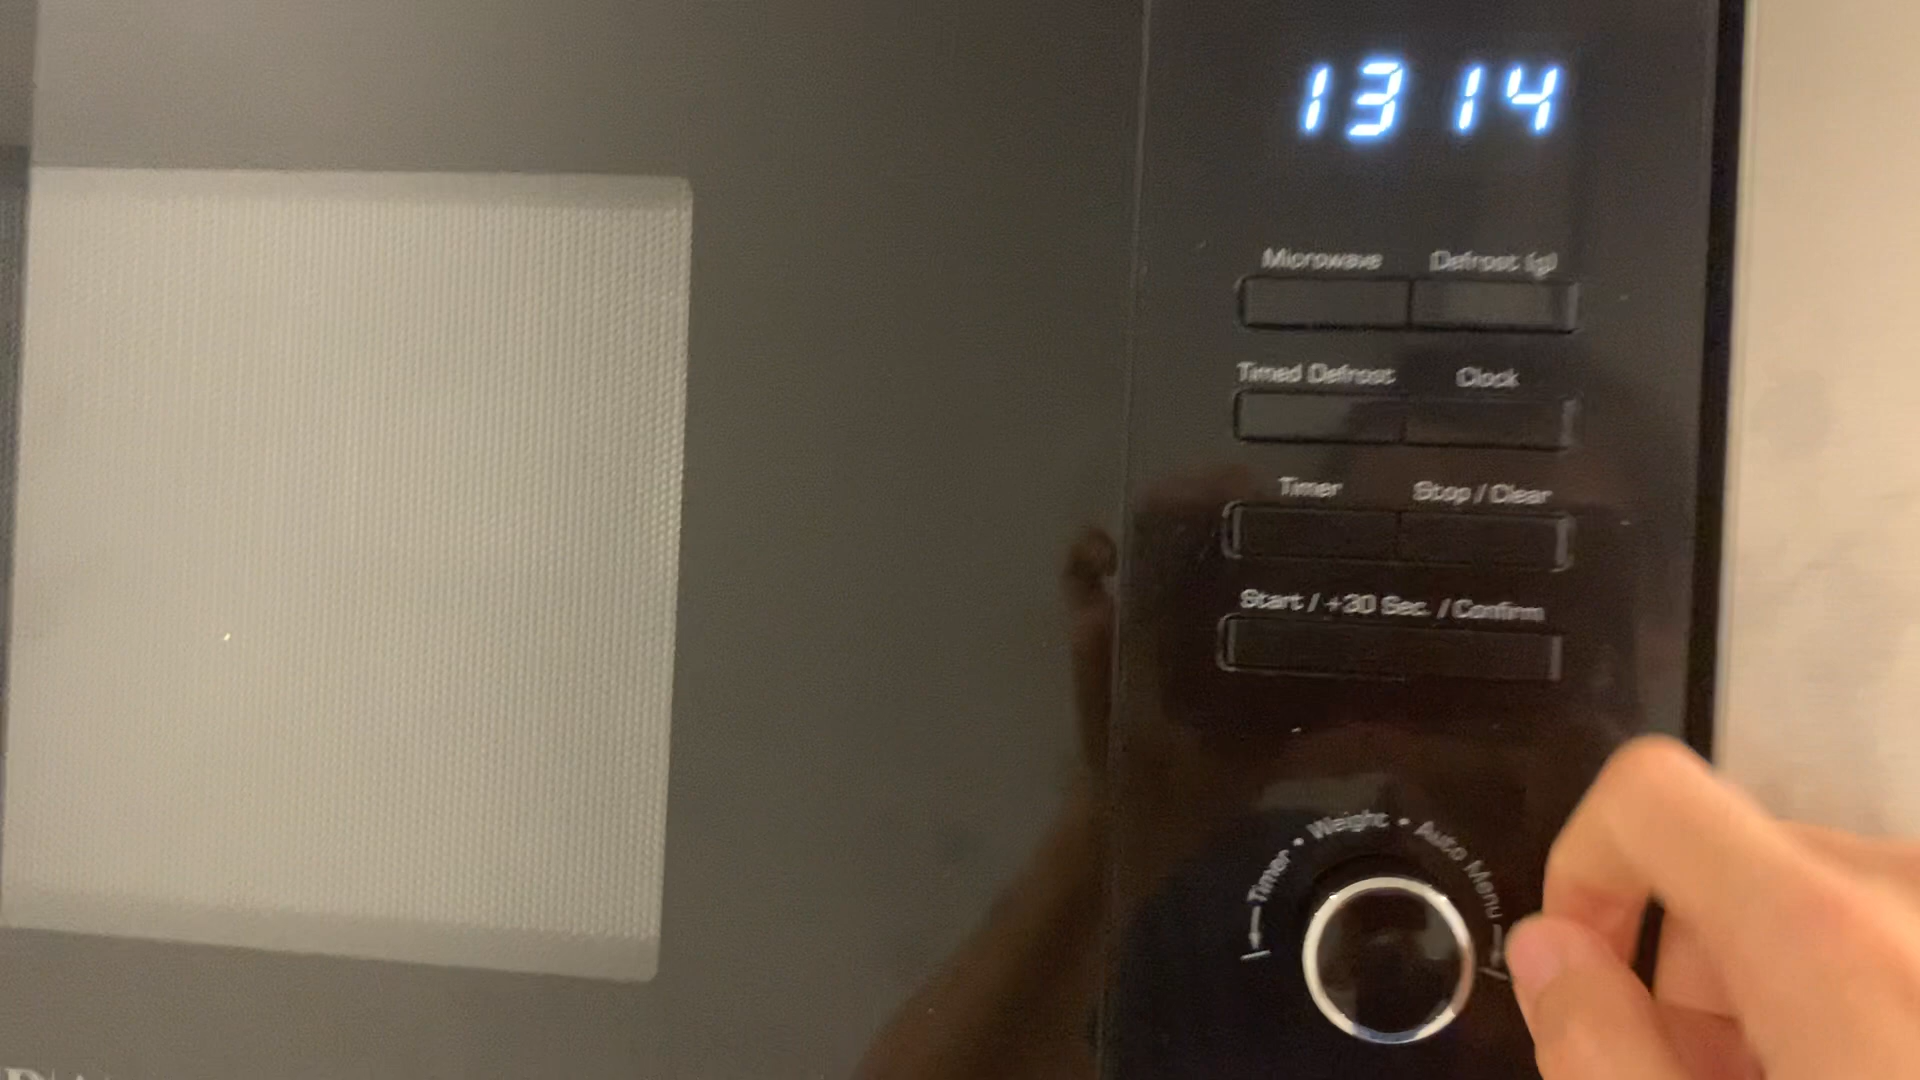 13 14
Microwave Defrost (g)
Timed Defrost Clock
Timer Stop / Clear
Start / +30 Sec. / Confirm
Timer • Weight • Auto Menu